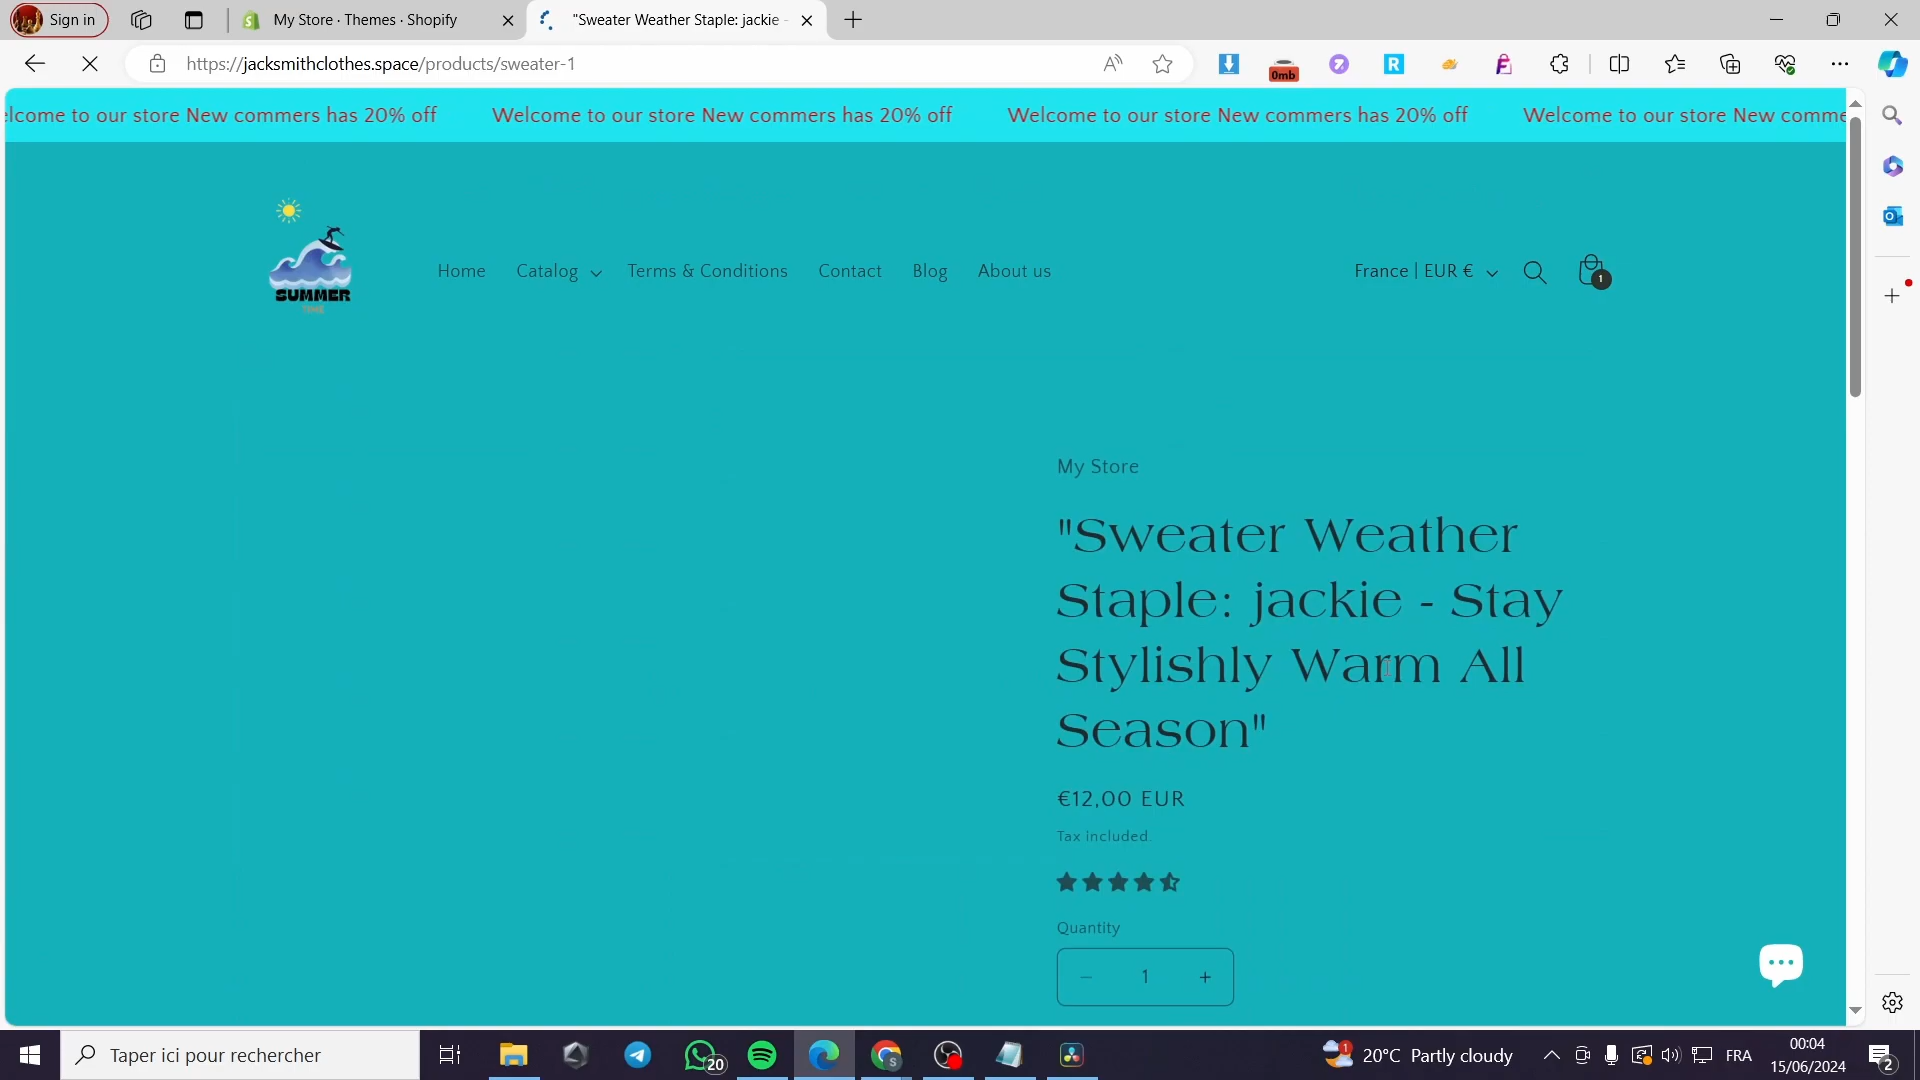 Sign in
My Store · Themes · Shopify
"Sweater Weather Staple: jackie -
https://jacksmithclothes.space/products/sweater-1
0mb
lcome to our store New commers has 20% off
Welcome to our store New commers has 20% off
Welcome to our store New commers has 20% off
Welcome to our store New comme
SUMMER
TIME
Home
Catalog
Terms & Conditions
Contact
Blog
About us
France | EUR €
1
My Store
"Sweater Weather
Staple: jackie - Stay
Stylishly Warm All
Season"
€12,00 EUR
Tax included.
Quantity
1
Taper ici pour rechercher
20
1
20°C Partly cloudy
FRA
00:04
15/06/2024
2